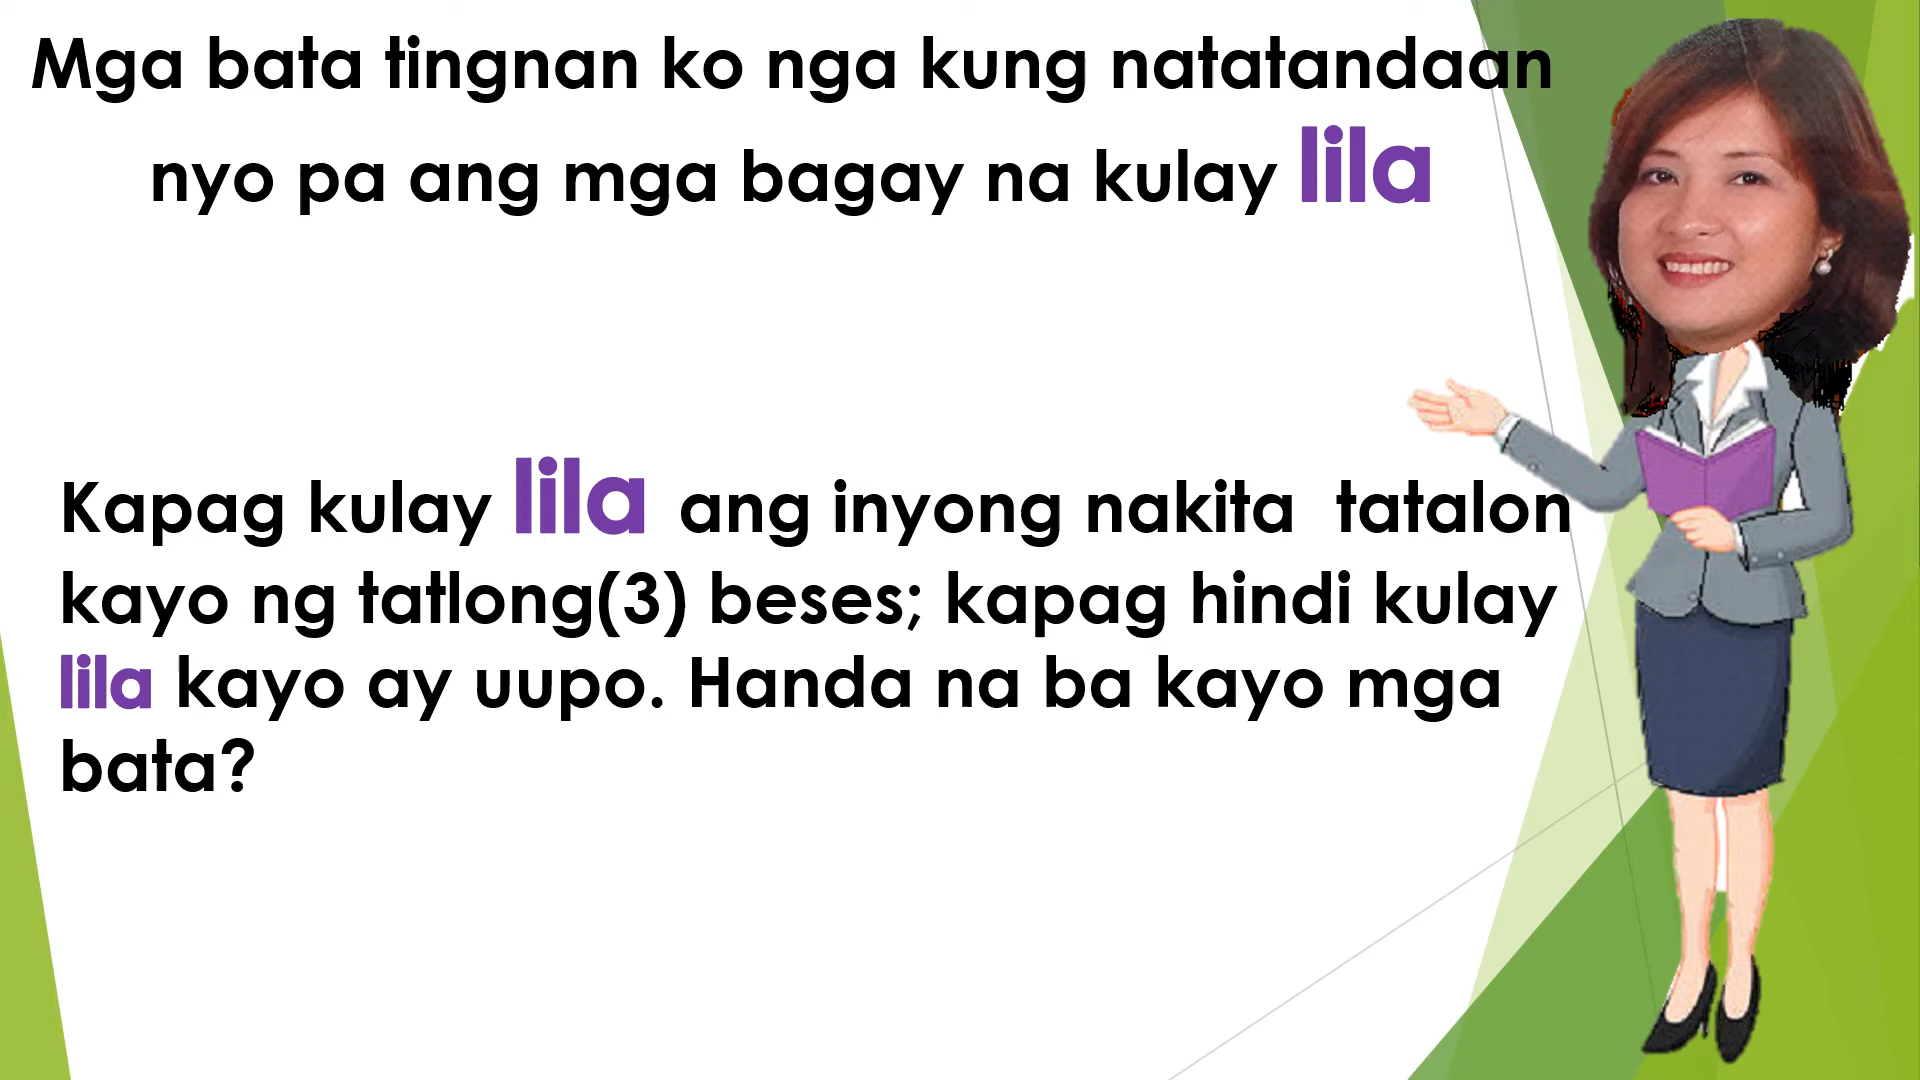 Mga bata tingnan ko nga kung natatandaan
nyo pa ang mga bagay na kulay lila
Kapag kulay lila ang inyong nakita tatalon
kayo ng tatlong(3) beses; kapag hindi kulay
lila kayo ay uupo. Handa na ba kayo mga
bata?